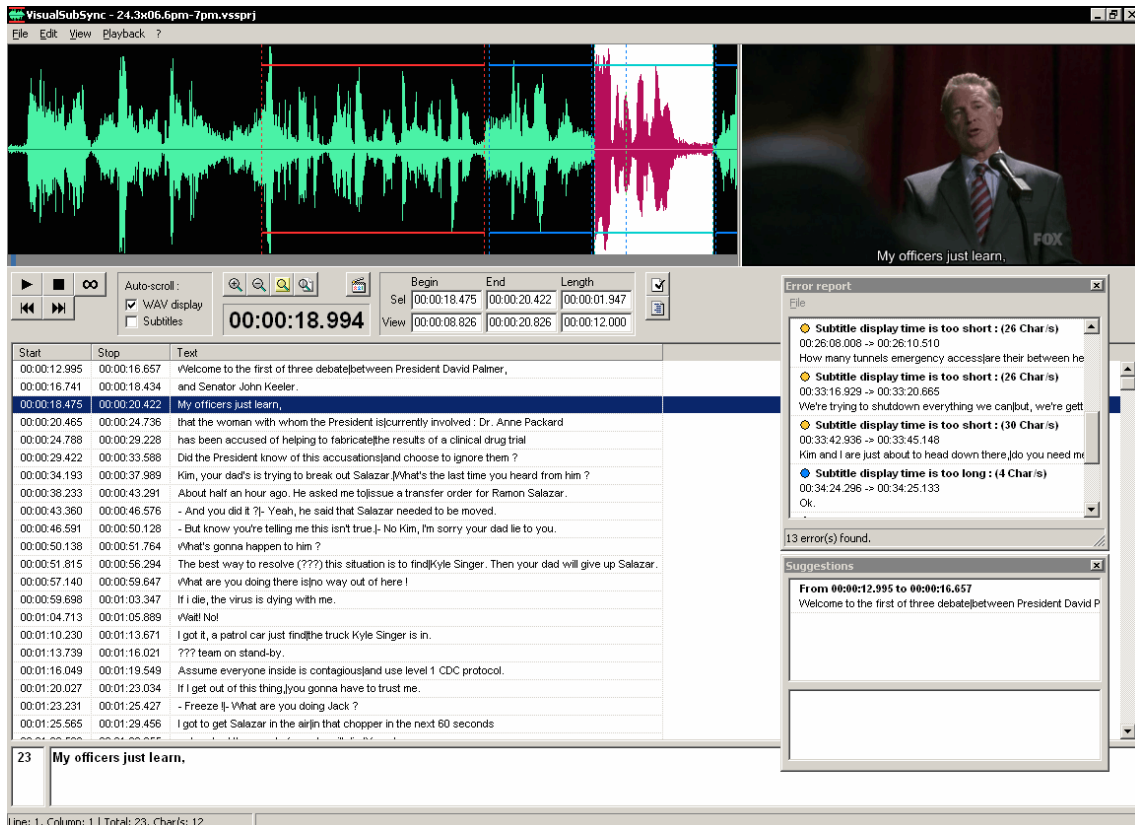 VisualSubSync - 24.3x06.6pm-7pm.vssprj
File Edit View Playback ?
FOX
My officers just learn,
Auto-scroll :
WAV display
Subtitles
00:00:18.994
Begin End Length
Sel 00:00:18.475 00:00:20.422 00:00:01.947
View 00:00:08.826 00:00:20.826 00:00:12.000
Start Stop Text
00:00:12.995 00:00:16.657 Welcome to the first of three debate|between President David Palmer,
00:00:16.741 00:00:18.434 and Senator John Keeler.
00:00:18.475 00:00:20.422 My officers just learn,
00:00:20.465 00:00:24.736 that the woman with whom the President is|currently involved : Dr. Anne Packard
00:00:24.788 00:00:29.228 has been accused of helping to fabricate|the results of a clinical drug trial
00:00:29.422 00:00:33.588 Did the President know of this accusations|and choose to ignore them ?
00:00:34.193 00:00:37.989 Kim, your dad's is trying to break out Salazar.|What's the last time you heard from him ?
00:00:38.233 00:00:43.291 About half an hour ago. He asked me to|issue a transfer order for Ramon Salazar.
00:00:43.360 00:00:46.576 - And you did it ?|- Yeah, he said that Salazar needed to be moved.
00:00:46.591 00:00:50.128 - But know you're telling me this isn't true.|- No Kim, I'm sorry your dad lie to you.
00:00:50.138 00:00:51.764 What's gonna happen to him ?
00:00:51.815 00:00:56.294 The best way to resolve (???) this situation is to find|Kyle Singer. Then your dad will give up Salazar.
00:00:57.140 00:00:59.647 What are you doing there is|no way out of here !
00:00:59.698 00:01:03.347 If i die, the virus is dying with me.
00:01:04.713 00:01:05.889 Wait! No!
00:01:10.230 00:01:13.671 I got it, a patrol car just find|the truck Kyle Singer is in.
00:01:13.739 00:01:16.021 ??? team on stand-by.
00:01:16.049 00:01:19.549 Assume everyone inside is contagious|and use level 1 CDC protocol.
00:01:20.027 00:01:23.034 If I get out of this thing,|you gonna have to trust me.
00:01:23.231 00:01:25.427 - Freeze !|- What are you doing Jack ?
00:01:25.565 00:01:29.456 I got to get Salazar in the air|in that chopper in the next 60 seconds
Error report
File
Subtitle display time is too short : (26 Char/s)
00:26:08.008 -> 00:26:10.510
How many tunnels emergency access|are their between he
Subtitle display time is too short : (26 Char/s)
00:33:16.929 -> 00:33:20.665
We're trying to shutdown everything we can|but, we're gett
Subtitle display time is too short : (30 Char/s)
00:33:42.936 -> 00:33:45.148
Kim and I are just about to head down there,|do you need me
Subtitle display time is too long : (4 Char/s)
00:34:24.296 -> 00:34:25.133
Ok.
13 error(s) found.
Suggestions
From 00:00:12.995 to 00:00:16.657
Welcome to the first of three debate|between President David P
23 My officers just learn,
Line: 1, Column: 1 | Total: 23, Char/s: 12